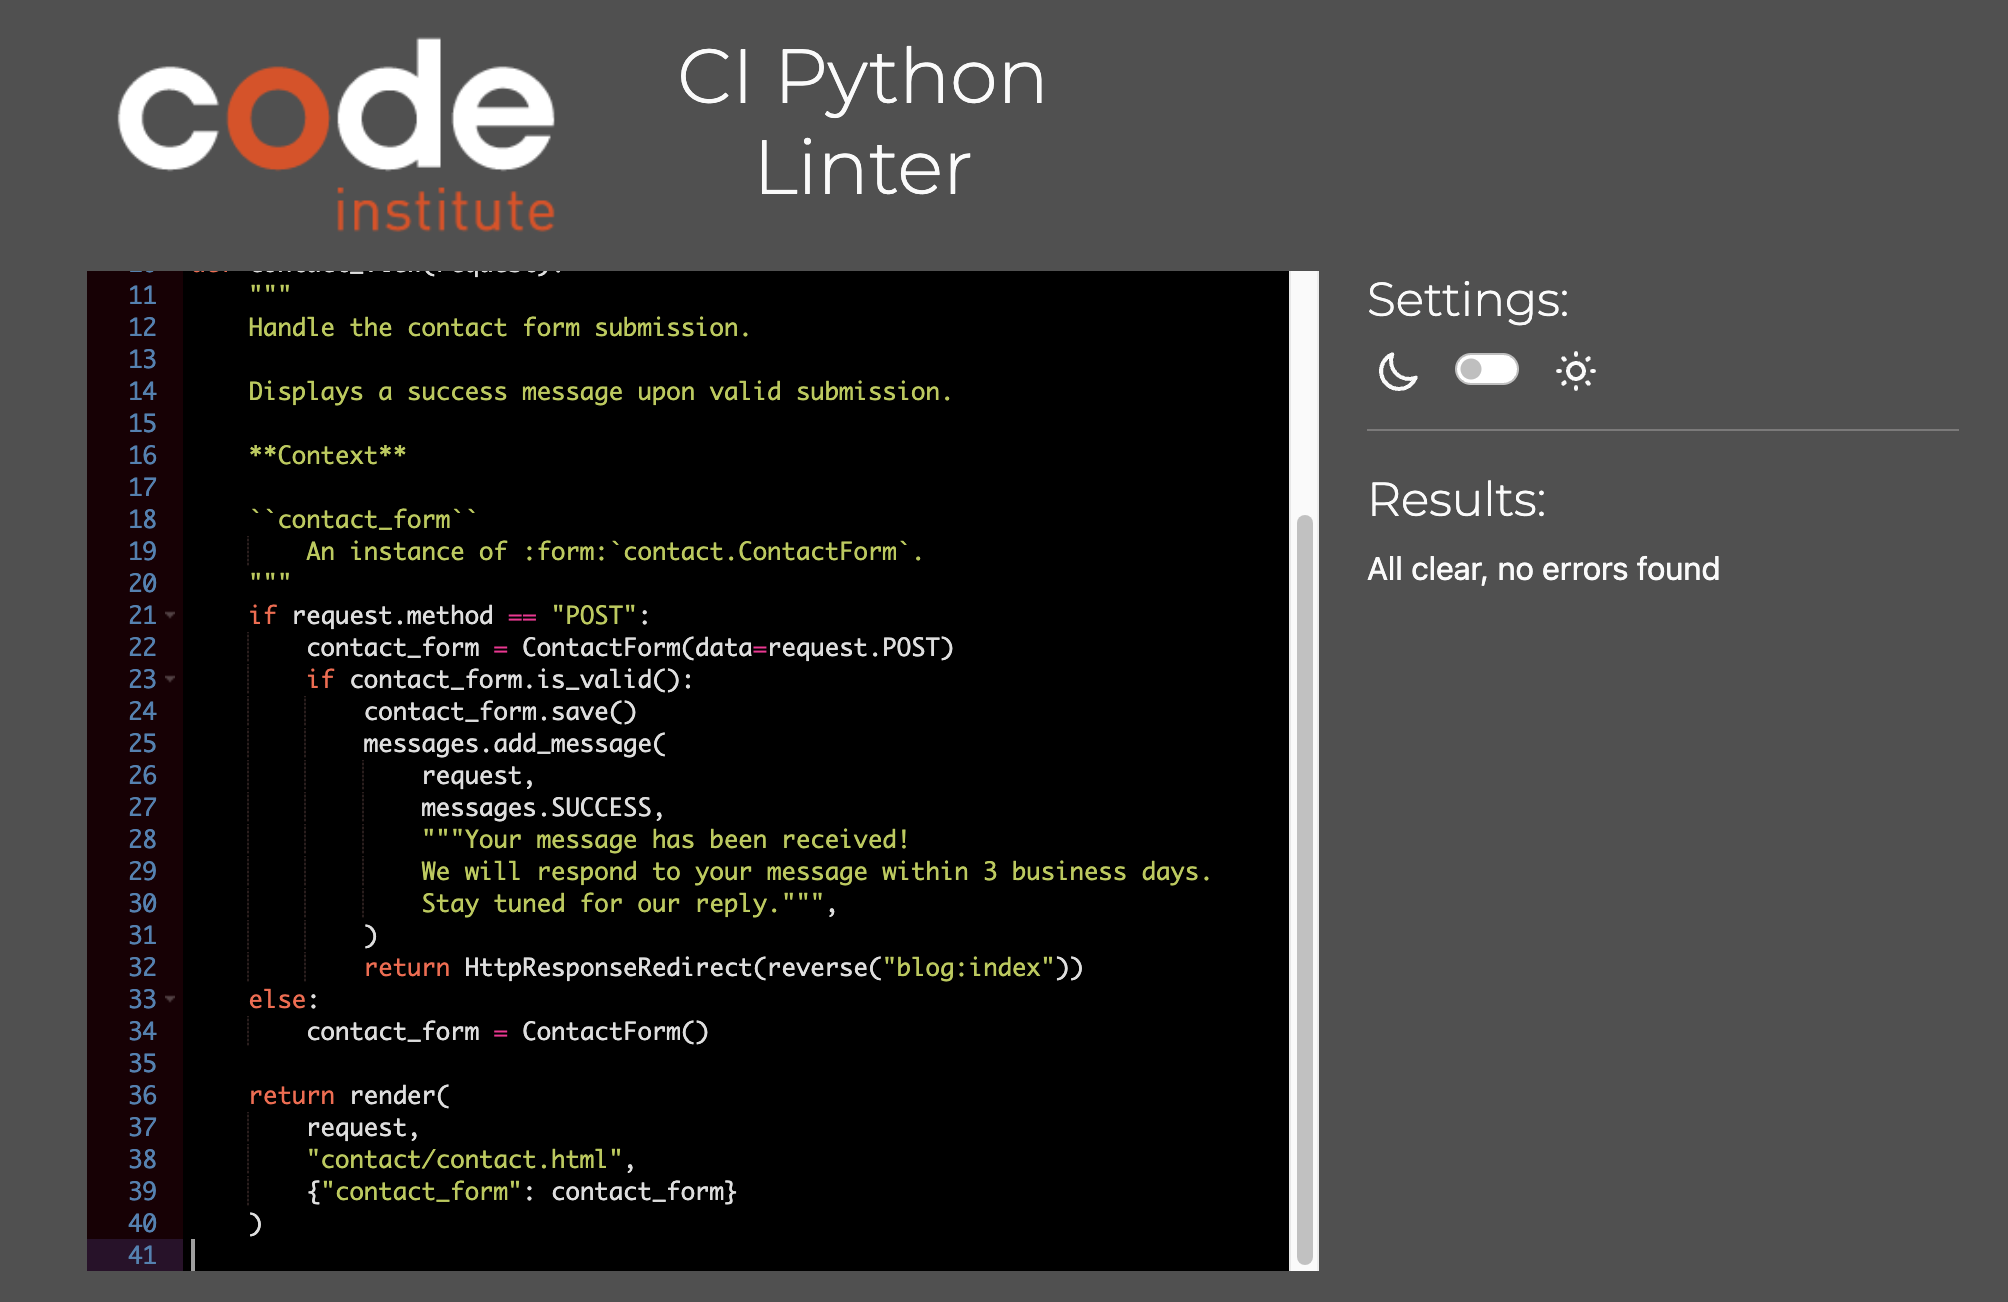 code
institute
CI Python
Linter
11 """
12 Handle the contact form submission.
13
14 Displays a success message upon valid submission.
15
16 **Context**
17
18 ``contact_form``
19 An instance of :form:`contact.ContactForm`.
20 """
21 if request.method == "POST":
22 contact_form = ContactForm(data=request.POST)
23 if contact_form.is_valid():
24 contact_form.save()
25 messages.add_message(
26 request,
27 messages.SUCCESS,
28 """Your message has been received!
29 We will respond to your message within 3 business days.
30 Stay tuned for our reply.""",
31 )
32 return HttpResponseRedirect(reverse("blog:index"))
33 else:
34 contact_form = ContactForm()
35
36 return render(
37 request,
38 "contact/contact.html",
39 {"contact_form": contact_form}
40 )
41
Settings:
Results:
All clear, no errors found